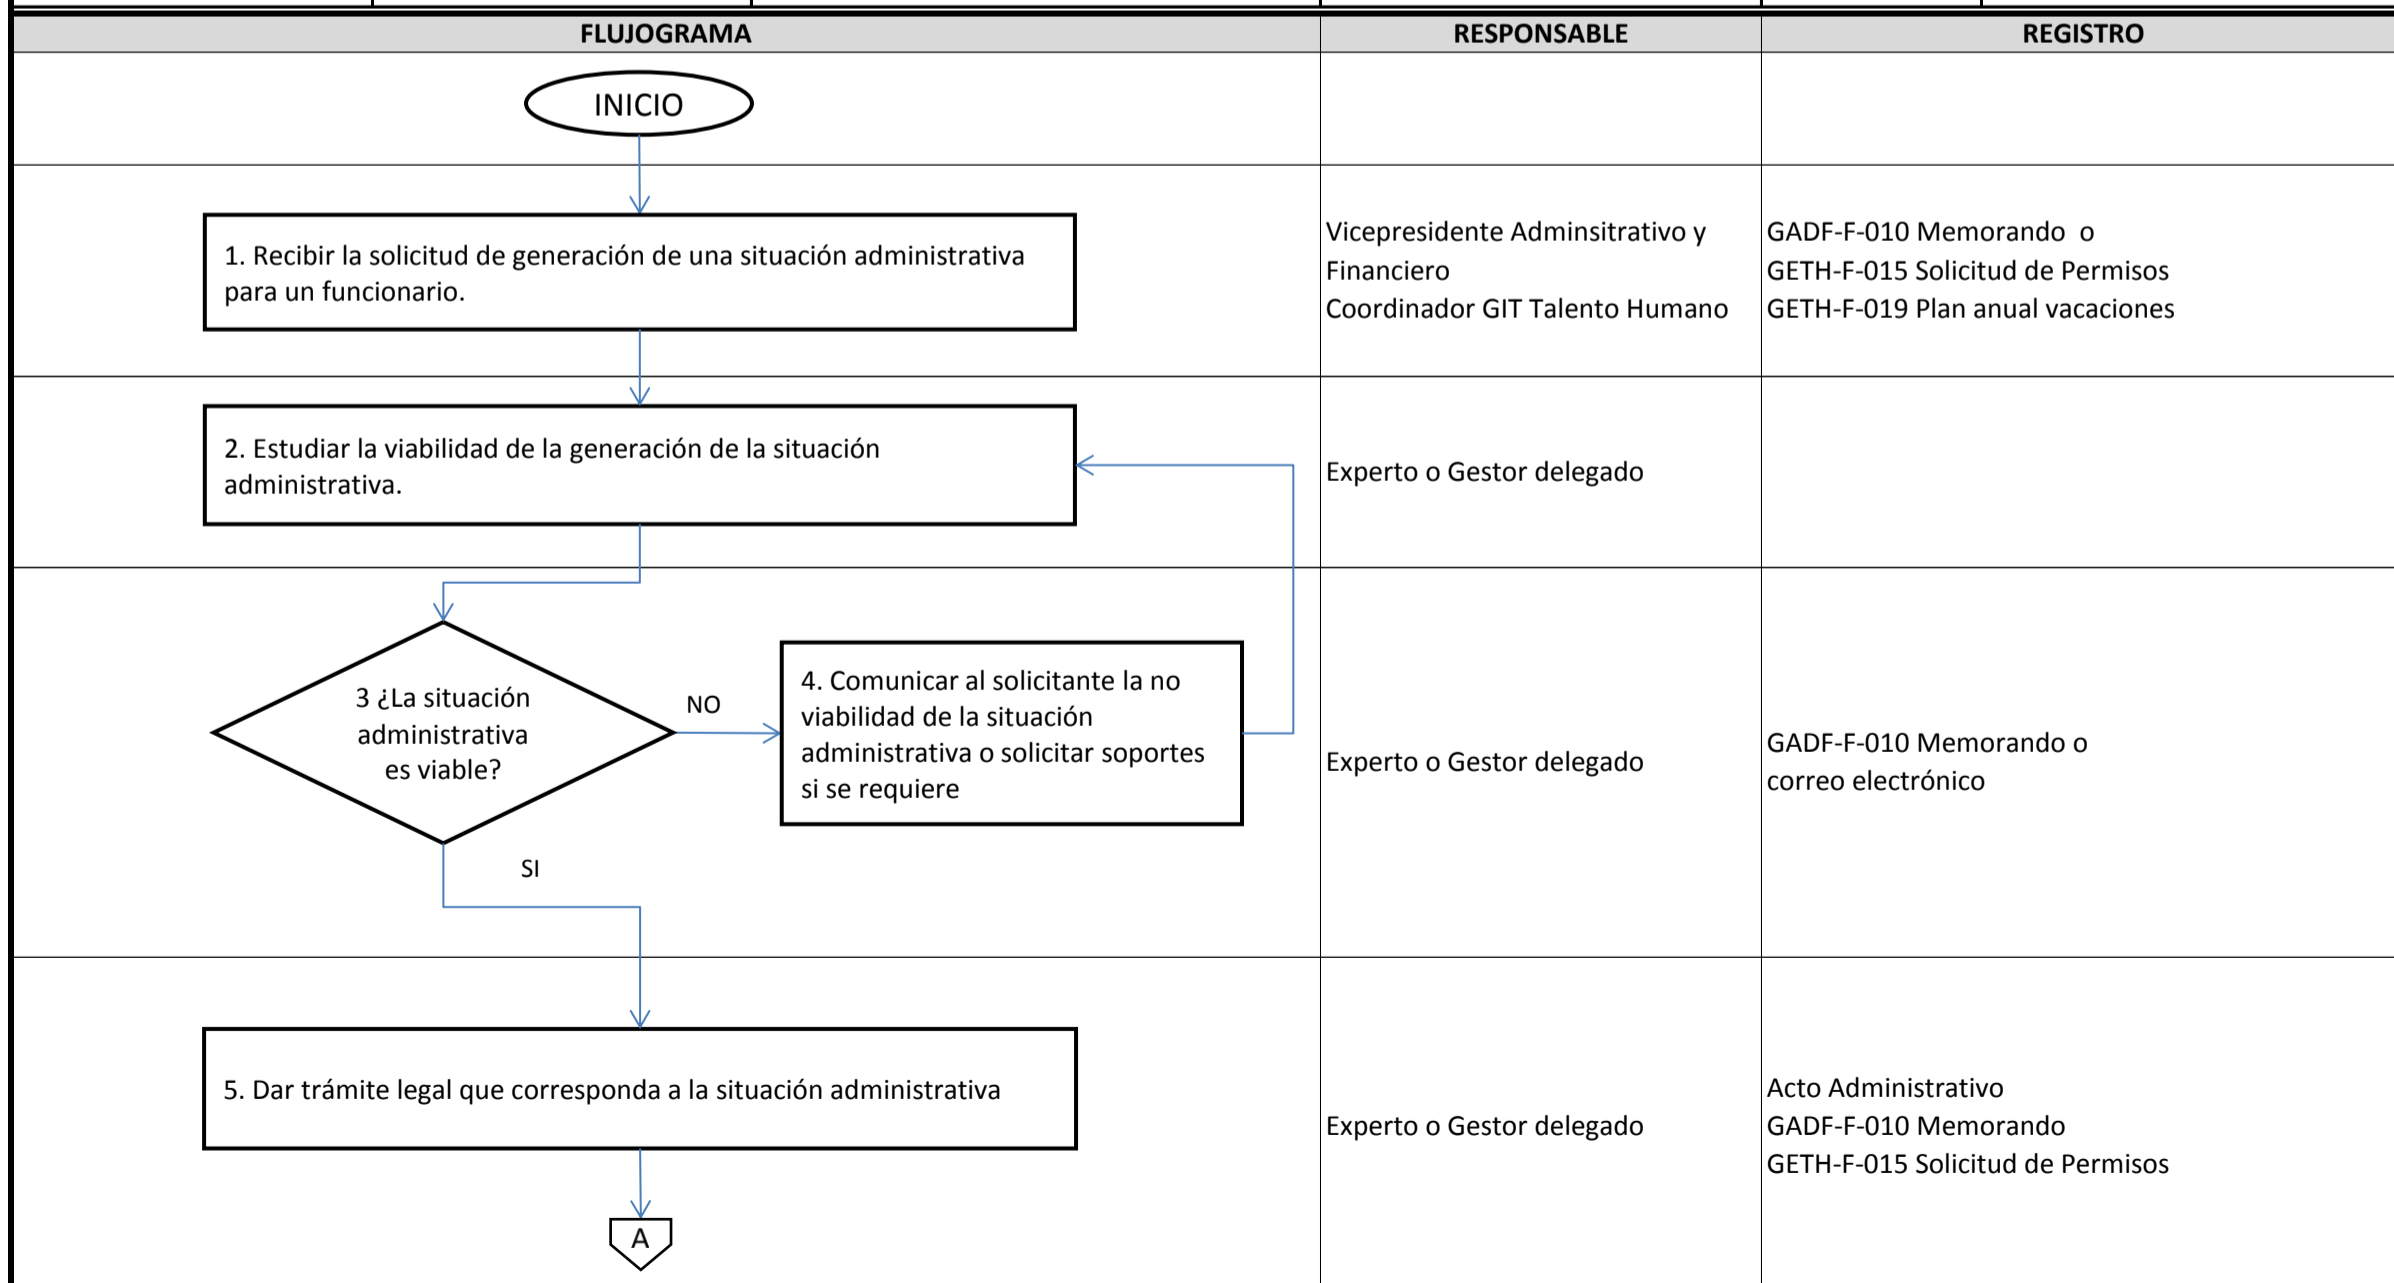 FLUJOGRAMA
RESPONSABLE
REGISTRO
INICIO
1. Recibir la solicitud de generación de una situación administrativa
para un funcionario.
Vicepresidente Adminsitrativo y
Financiero
Coordinador GIT Talento Humano
GADF-F-010 Memorando  o
GETH-F-015 Solicitud de Permisos
GETH-F-019 Plan anual vacaciones
2. Estudiar la viabilidad de la generación de la situación
administrativa.
Experto o Gestor delegado
3 ¿La situación
administrativa
es viable?
NO
4. Comunicar al solicitante la no
viabilidad de la situación
administrativa o solicitar soportes
si se requiere
Experto o Gestor delegado
GADF-F-010 Memorando o
correo electrónico
SI
5. Dar trámite legal que corresponda a la situación administrativa
Experto o Gestor delegado
Acto Administrativo
GADF-F-010 Memorando
GETH-F-015 Solicitud de Permisos
A